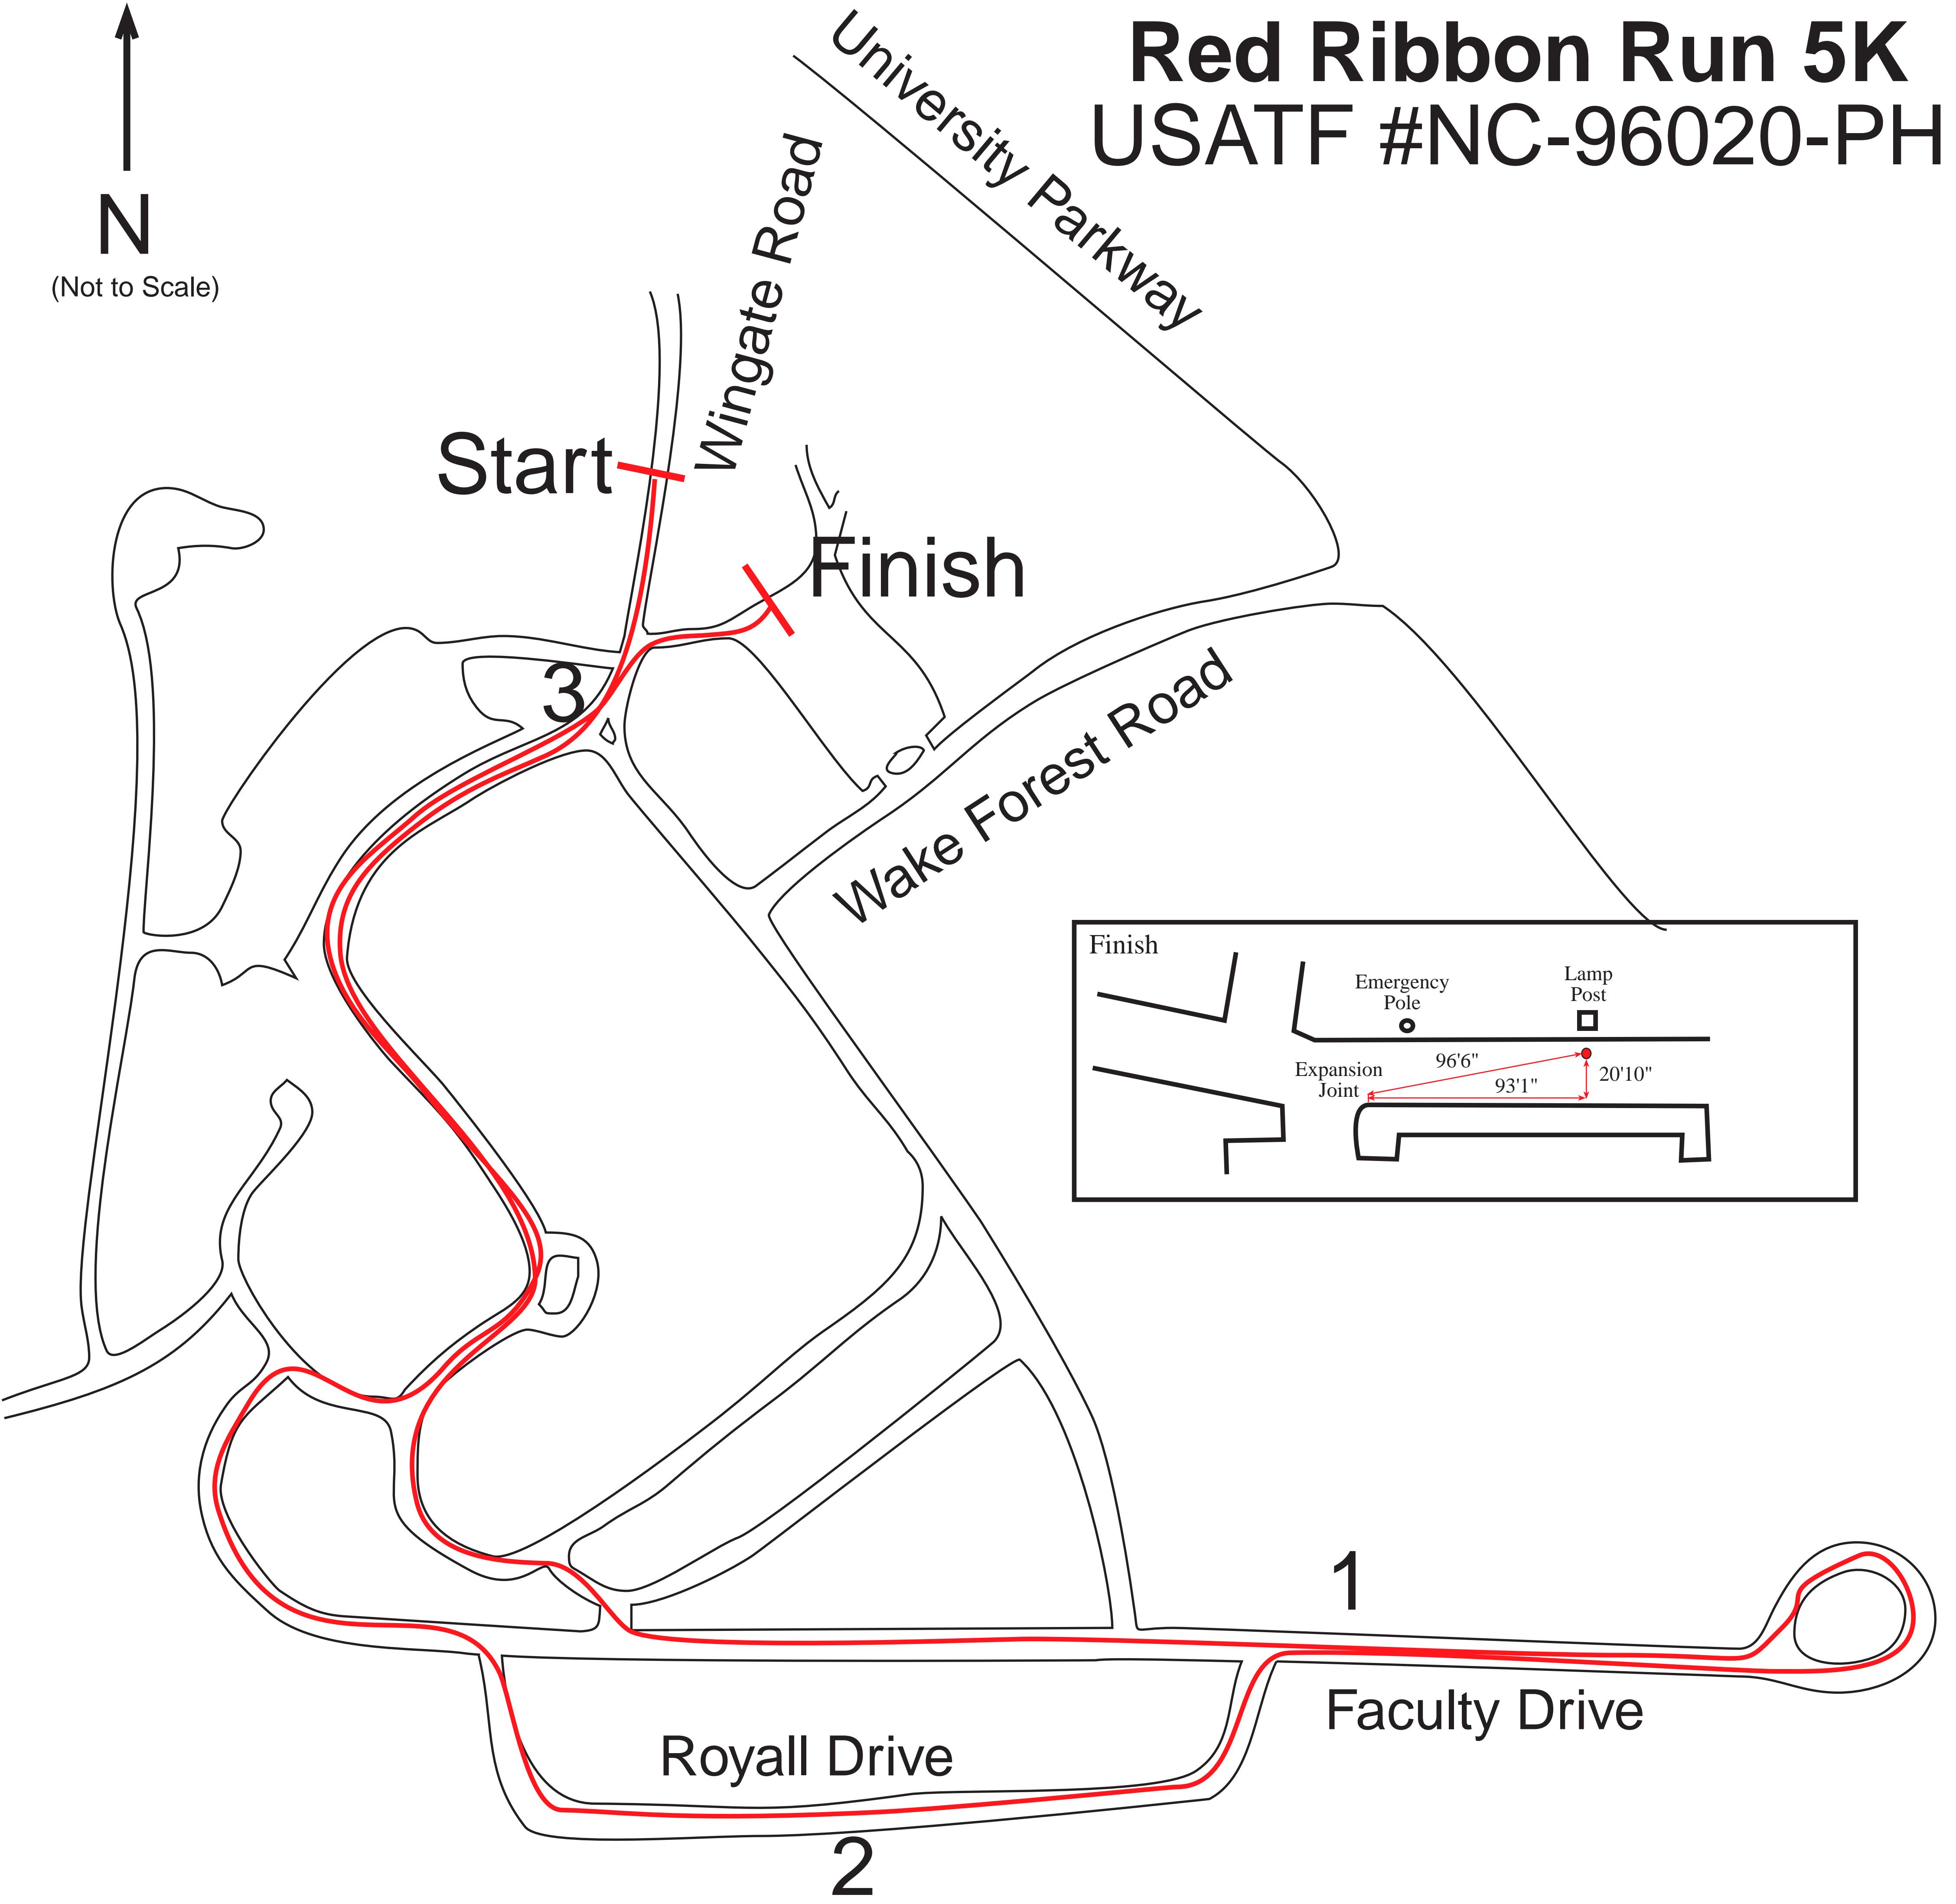 Red Ribbon Run 5K
USATF #NC-96020-PH
N
(Not to Scale)
University Parkway
Wingate Road
Start
Finish
3
Wake Forest Road
Finish
Emergency
Pole
Lamp
Post
Expansion
Joint
96'6"
93'1"
20'10"
1
Faculty Drive
Royall Drive
2